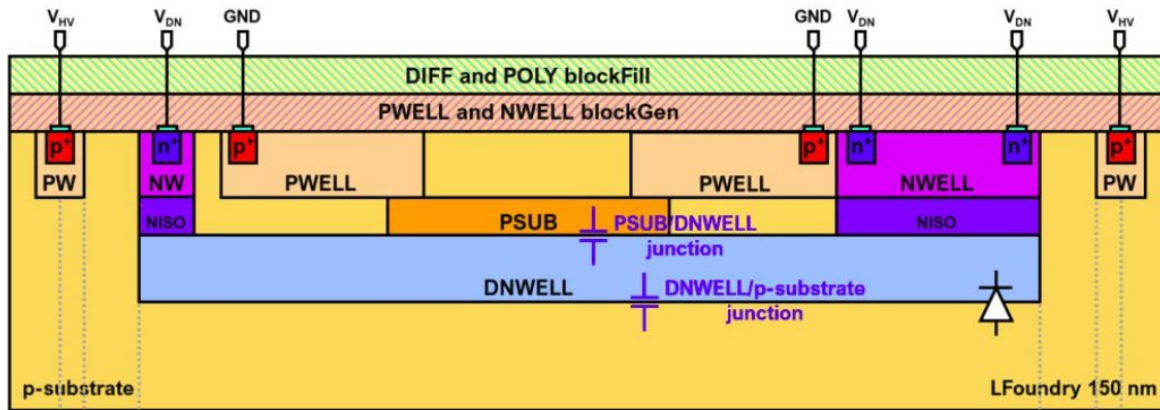 V_HV V_DN GND GND V_DN V_DN V_HV
DIFF and POLY blockFill
PWELL and NWELL blockGen
p+ n+ p+ p+ n+ n+ p+
PW NW PWELL PWELL NWELL PW
NISO PSUB PSUB/DNWELL NISO
junction
DNWELL DNWELL/p-substrate
junction
p-substrate LFoundry 150 nm